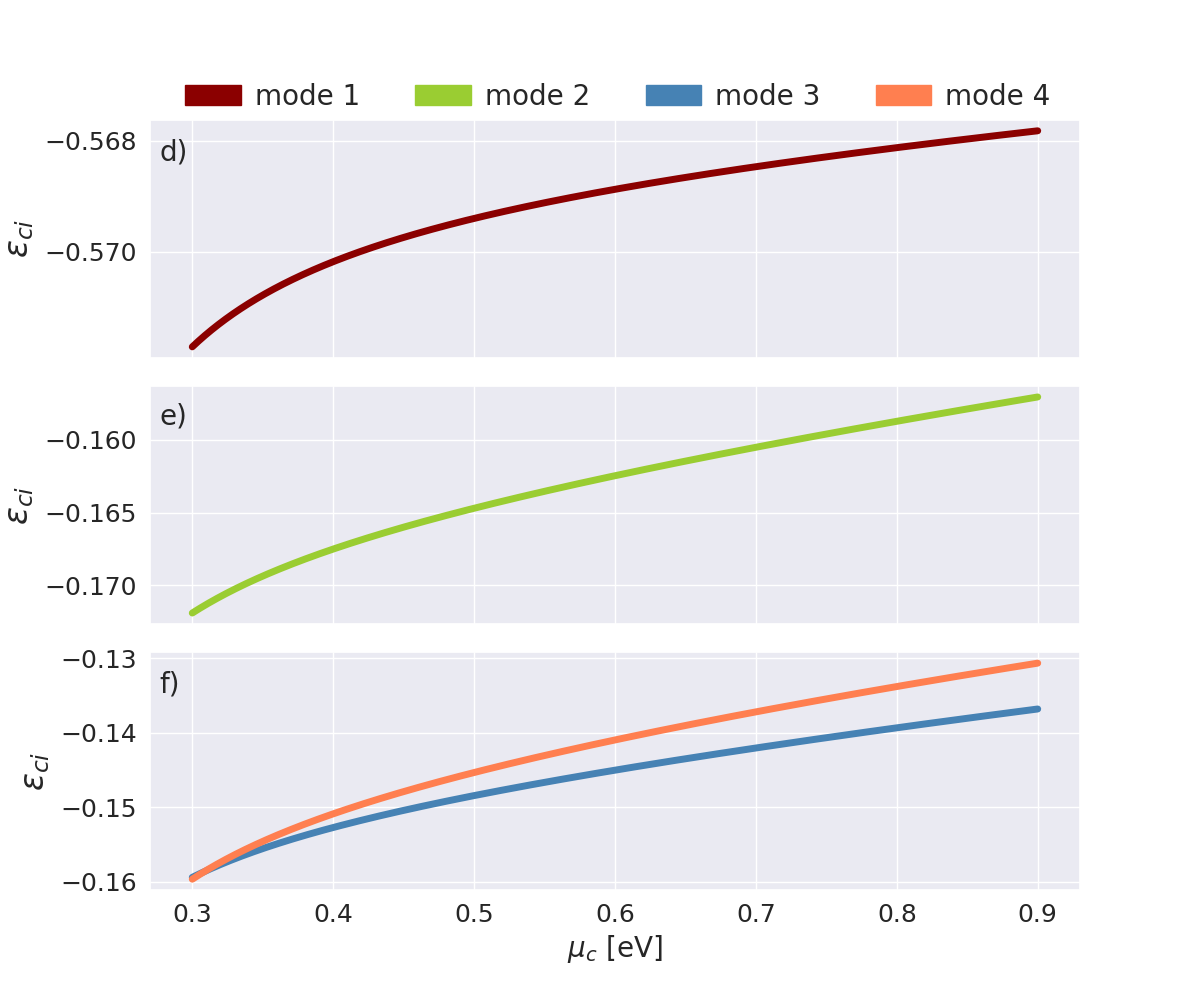 mode 1 mode 2 mode 3 mode 4
d)
−0.568
−0.570
ε_ci
e)
−0.160
−0.165
−0.170
ε_ci
f)
−0.13
−0.14
−0.15
−0.16
ε_ci
0.3 0.4 0.5 0.6 0.7 0.8 0.9
μ_c [eV]